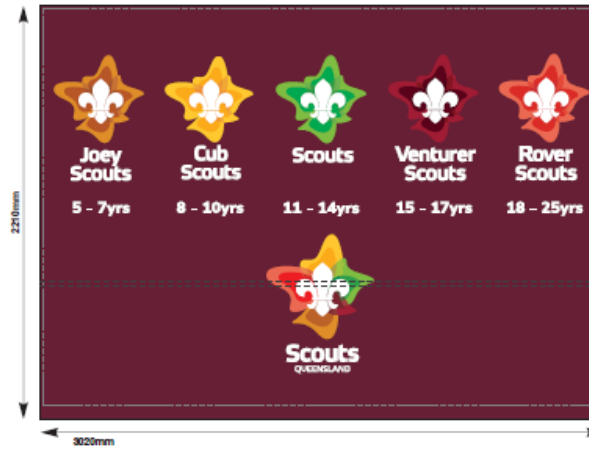 Joey
Scouts
5 - 7yrs
Cub
Scouts
8 - 10yrs
Scouts
11 - 14yrs
Venturer
Scouts
15 - 17yrs
Rover
Scouts
18 - 25yrs
2210mm
Scouts
QUEENSLAND
3020mm